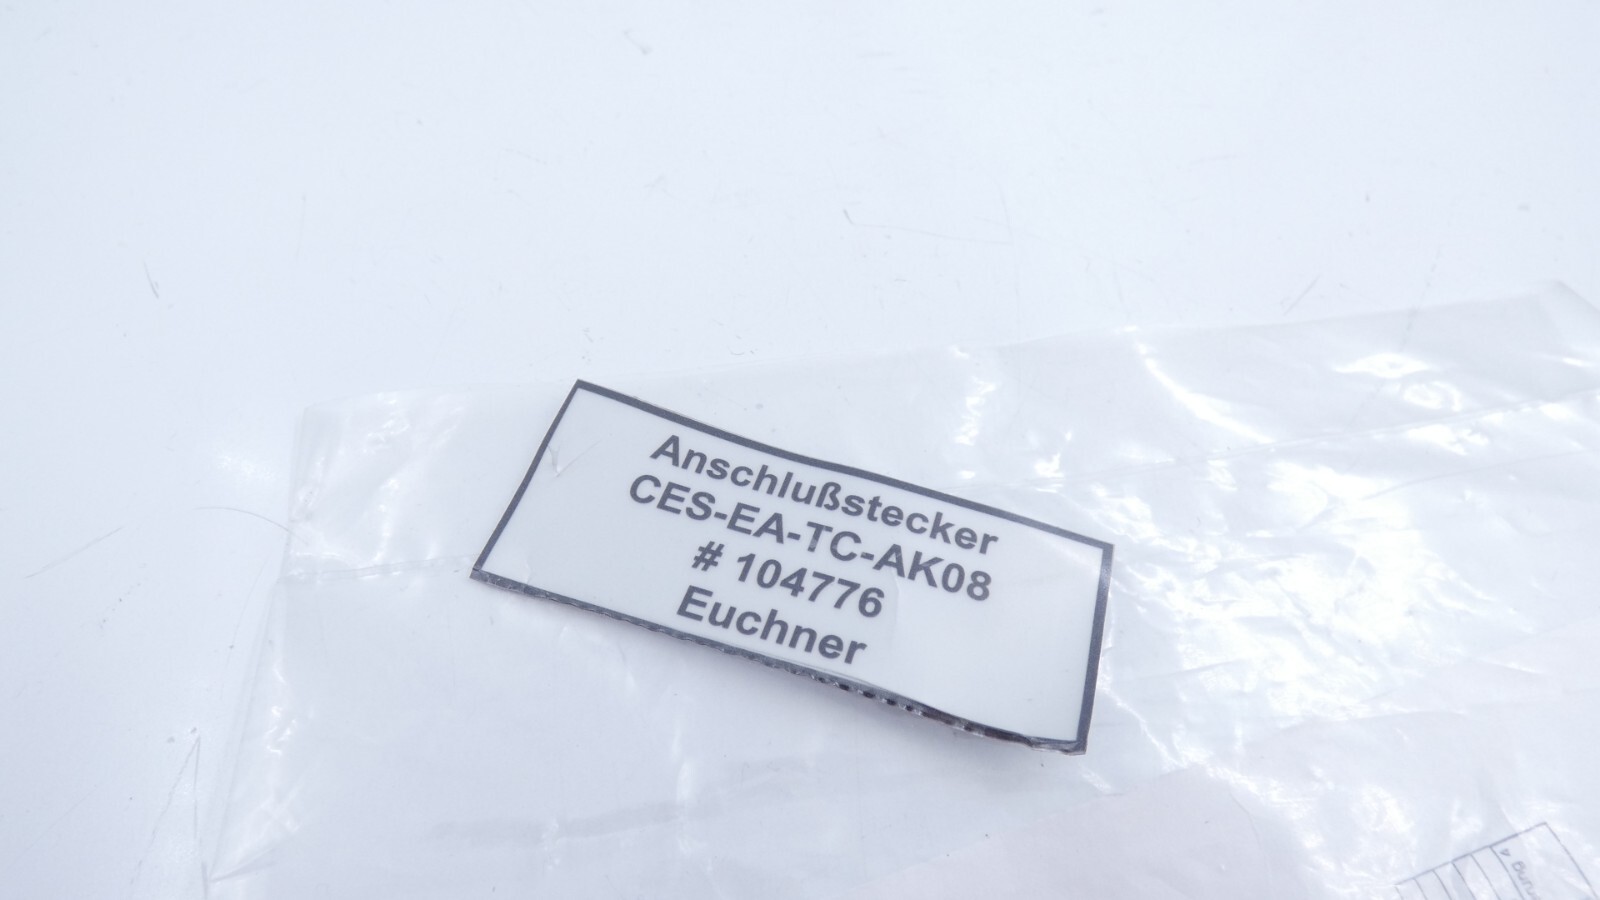 Anschlußstecker
CES-EA-TC-AK08
# 104776
Euchner